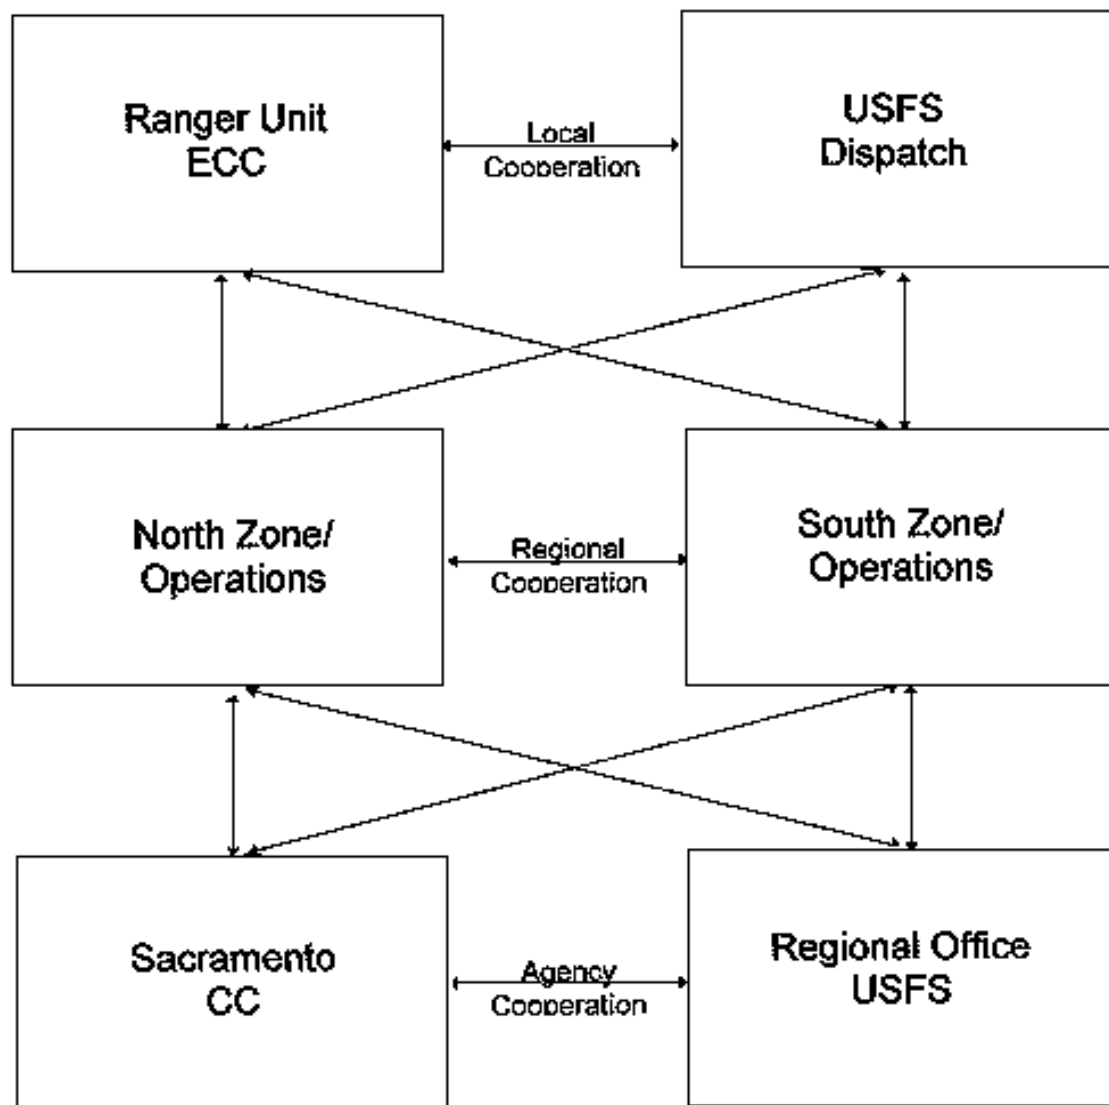 Ranger Unit
ECC
Local
Cooperation
USFS
Dispatch
North Zone/
Operations
Regional
Cooperation
South Zone/
Operations
Sacramento
CC
Agency
Cooperation
Regional Office
USFS